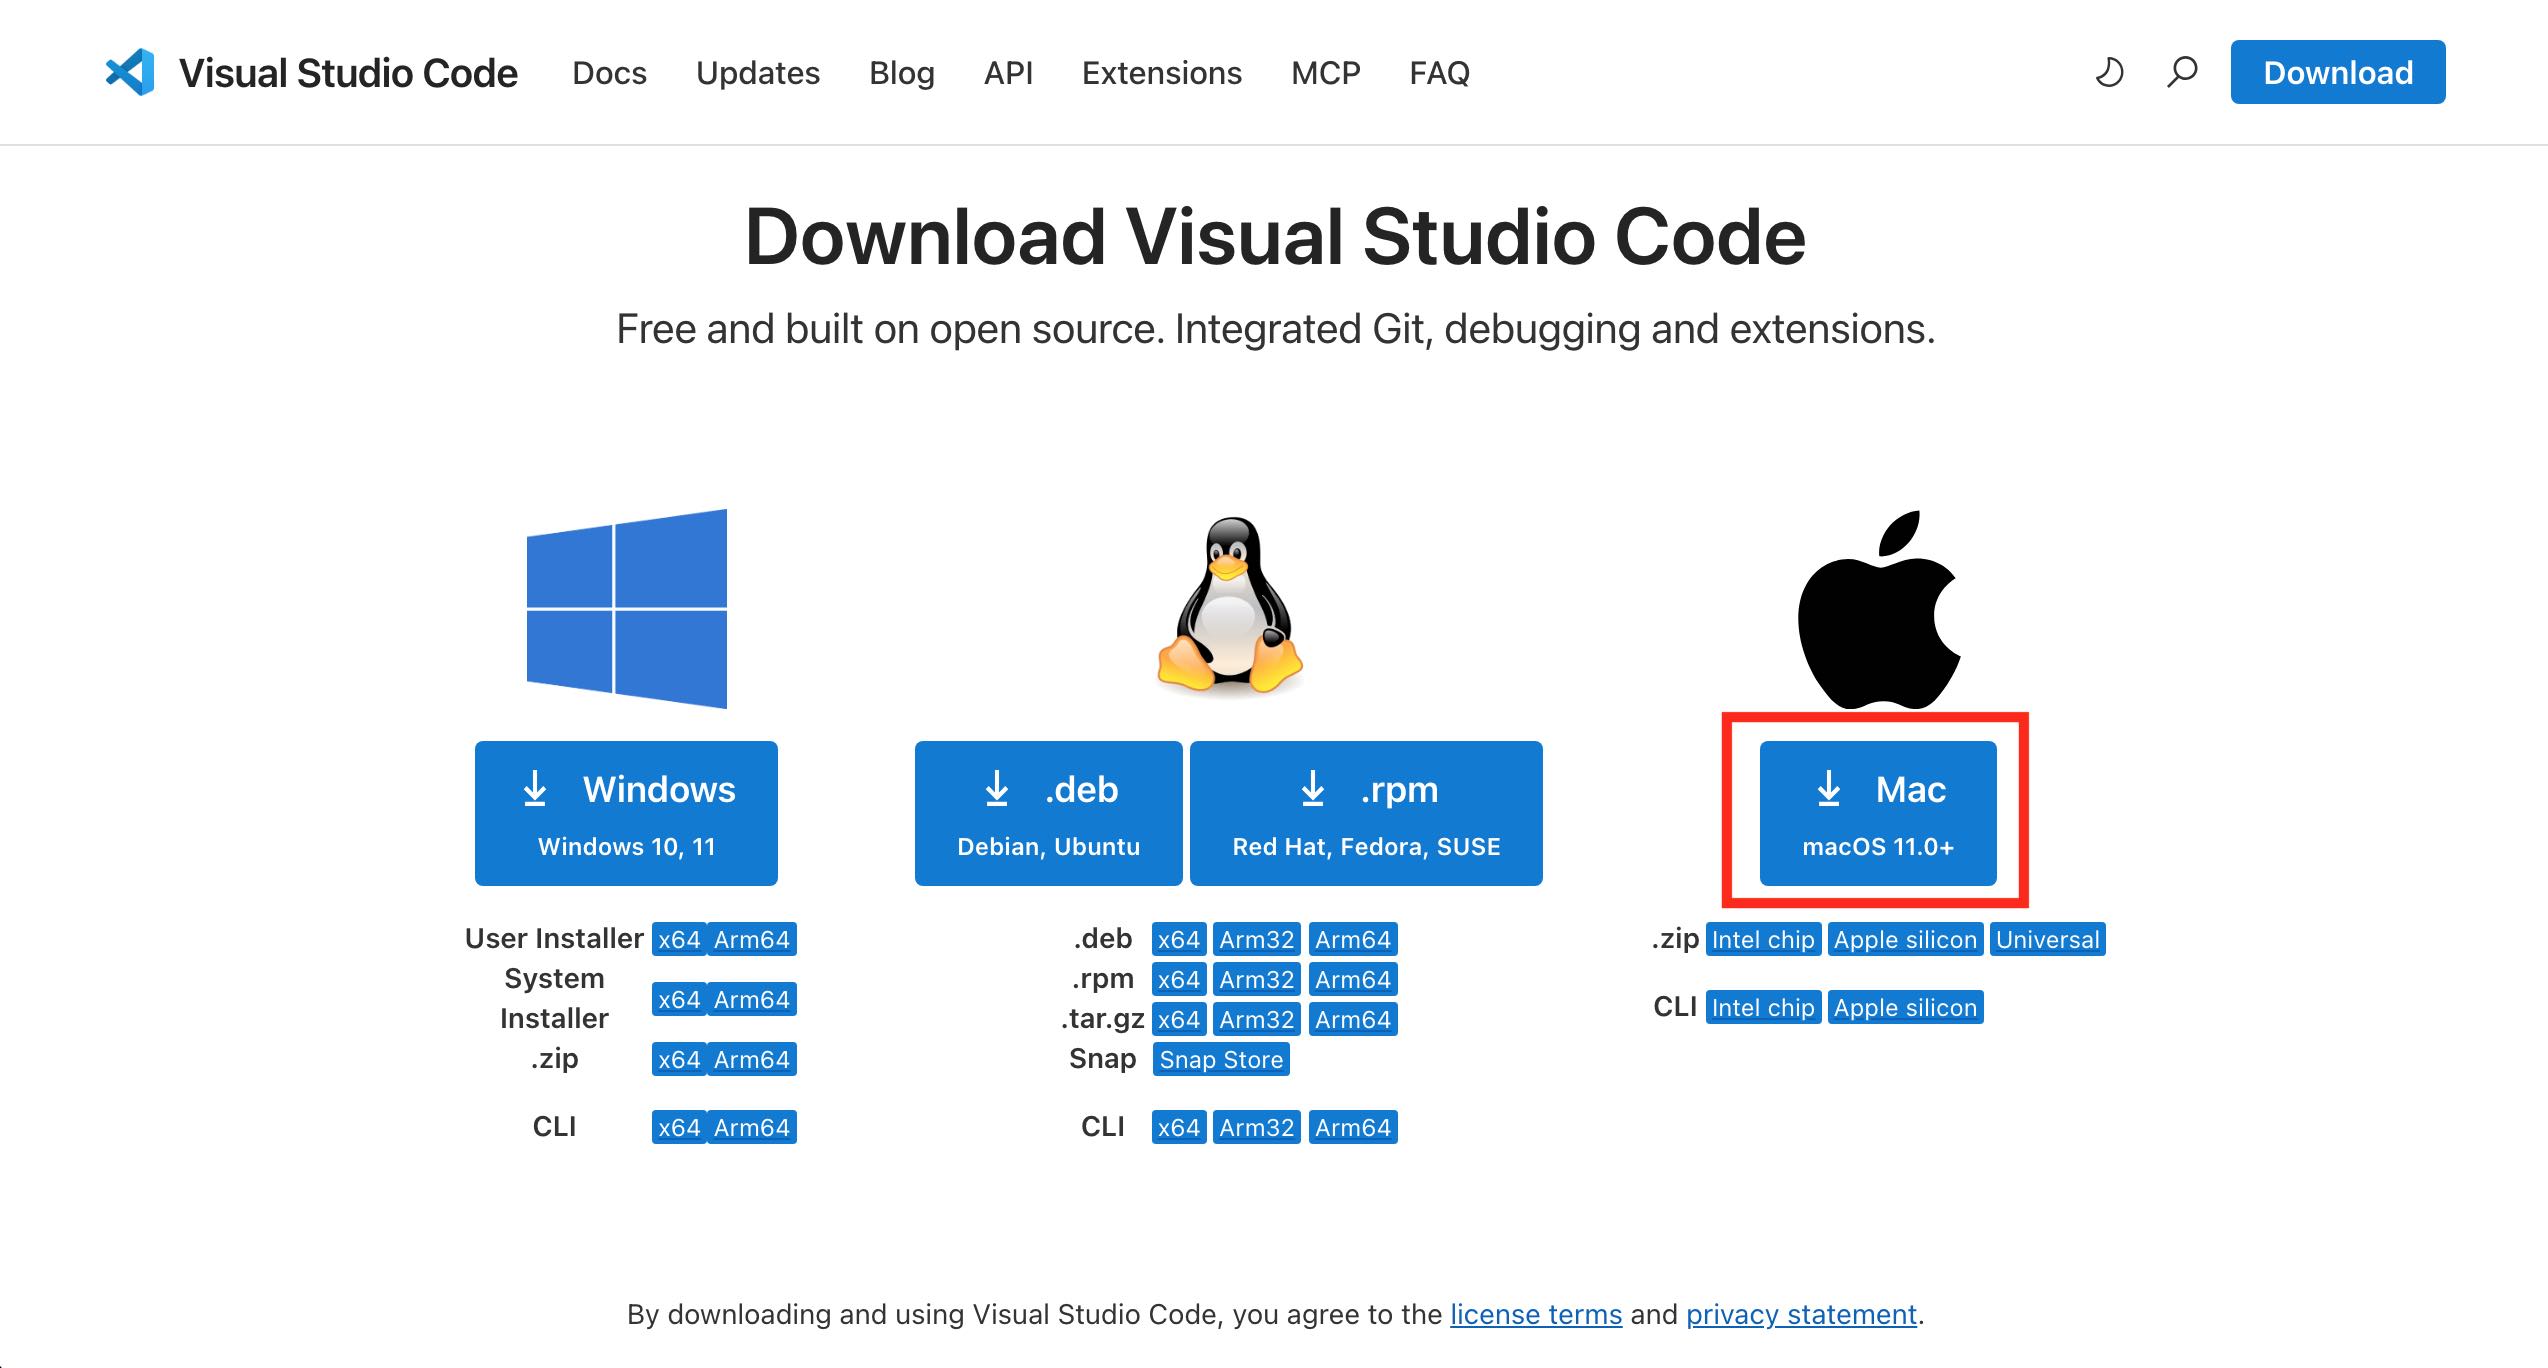 Visual Studio Code Docs Updates Blog API Extensions MCP FAQ Download
Download Visual Studio Code
Free and built on open source. Integrated Git, debugging and extensions.
Windows
Windows 10, 11
User Installer x64 Arm64
System
Installer x64 Arm64
.zip x64 Arm64
CLI x64 Arm64
.deb
Debian, Ubuntu
.rpm
Red Hat, Fedora, SUSE
.deb x64 Arm32 Arm64
.rpm x64 Arm32 Arm64
.tar.gz x64 Arm32 Arm64
Snap Snap Store
CLI x64 Arm32 Arm64
Mac
macOS 11.0+
.zip Intel chip Apple silicon Universal
CLI Intel chip Apple silicon
By downloading and using Visual Studio Code, you agree to the license terms and privacy statement.